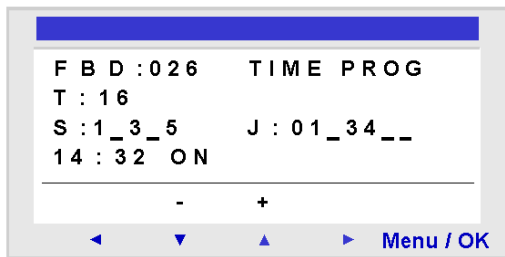 FBD:026 TIME PROG
T:16
S:1_3_5 J:01_34__
14:32 ON
- +
◄ ▼ ▲ ► Menu / OK